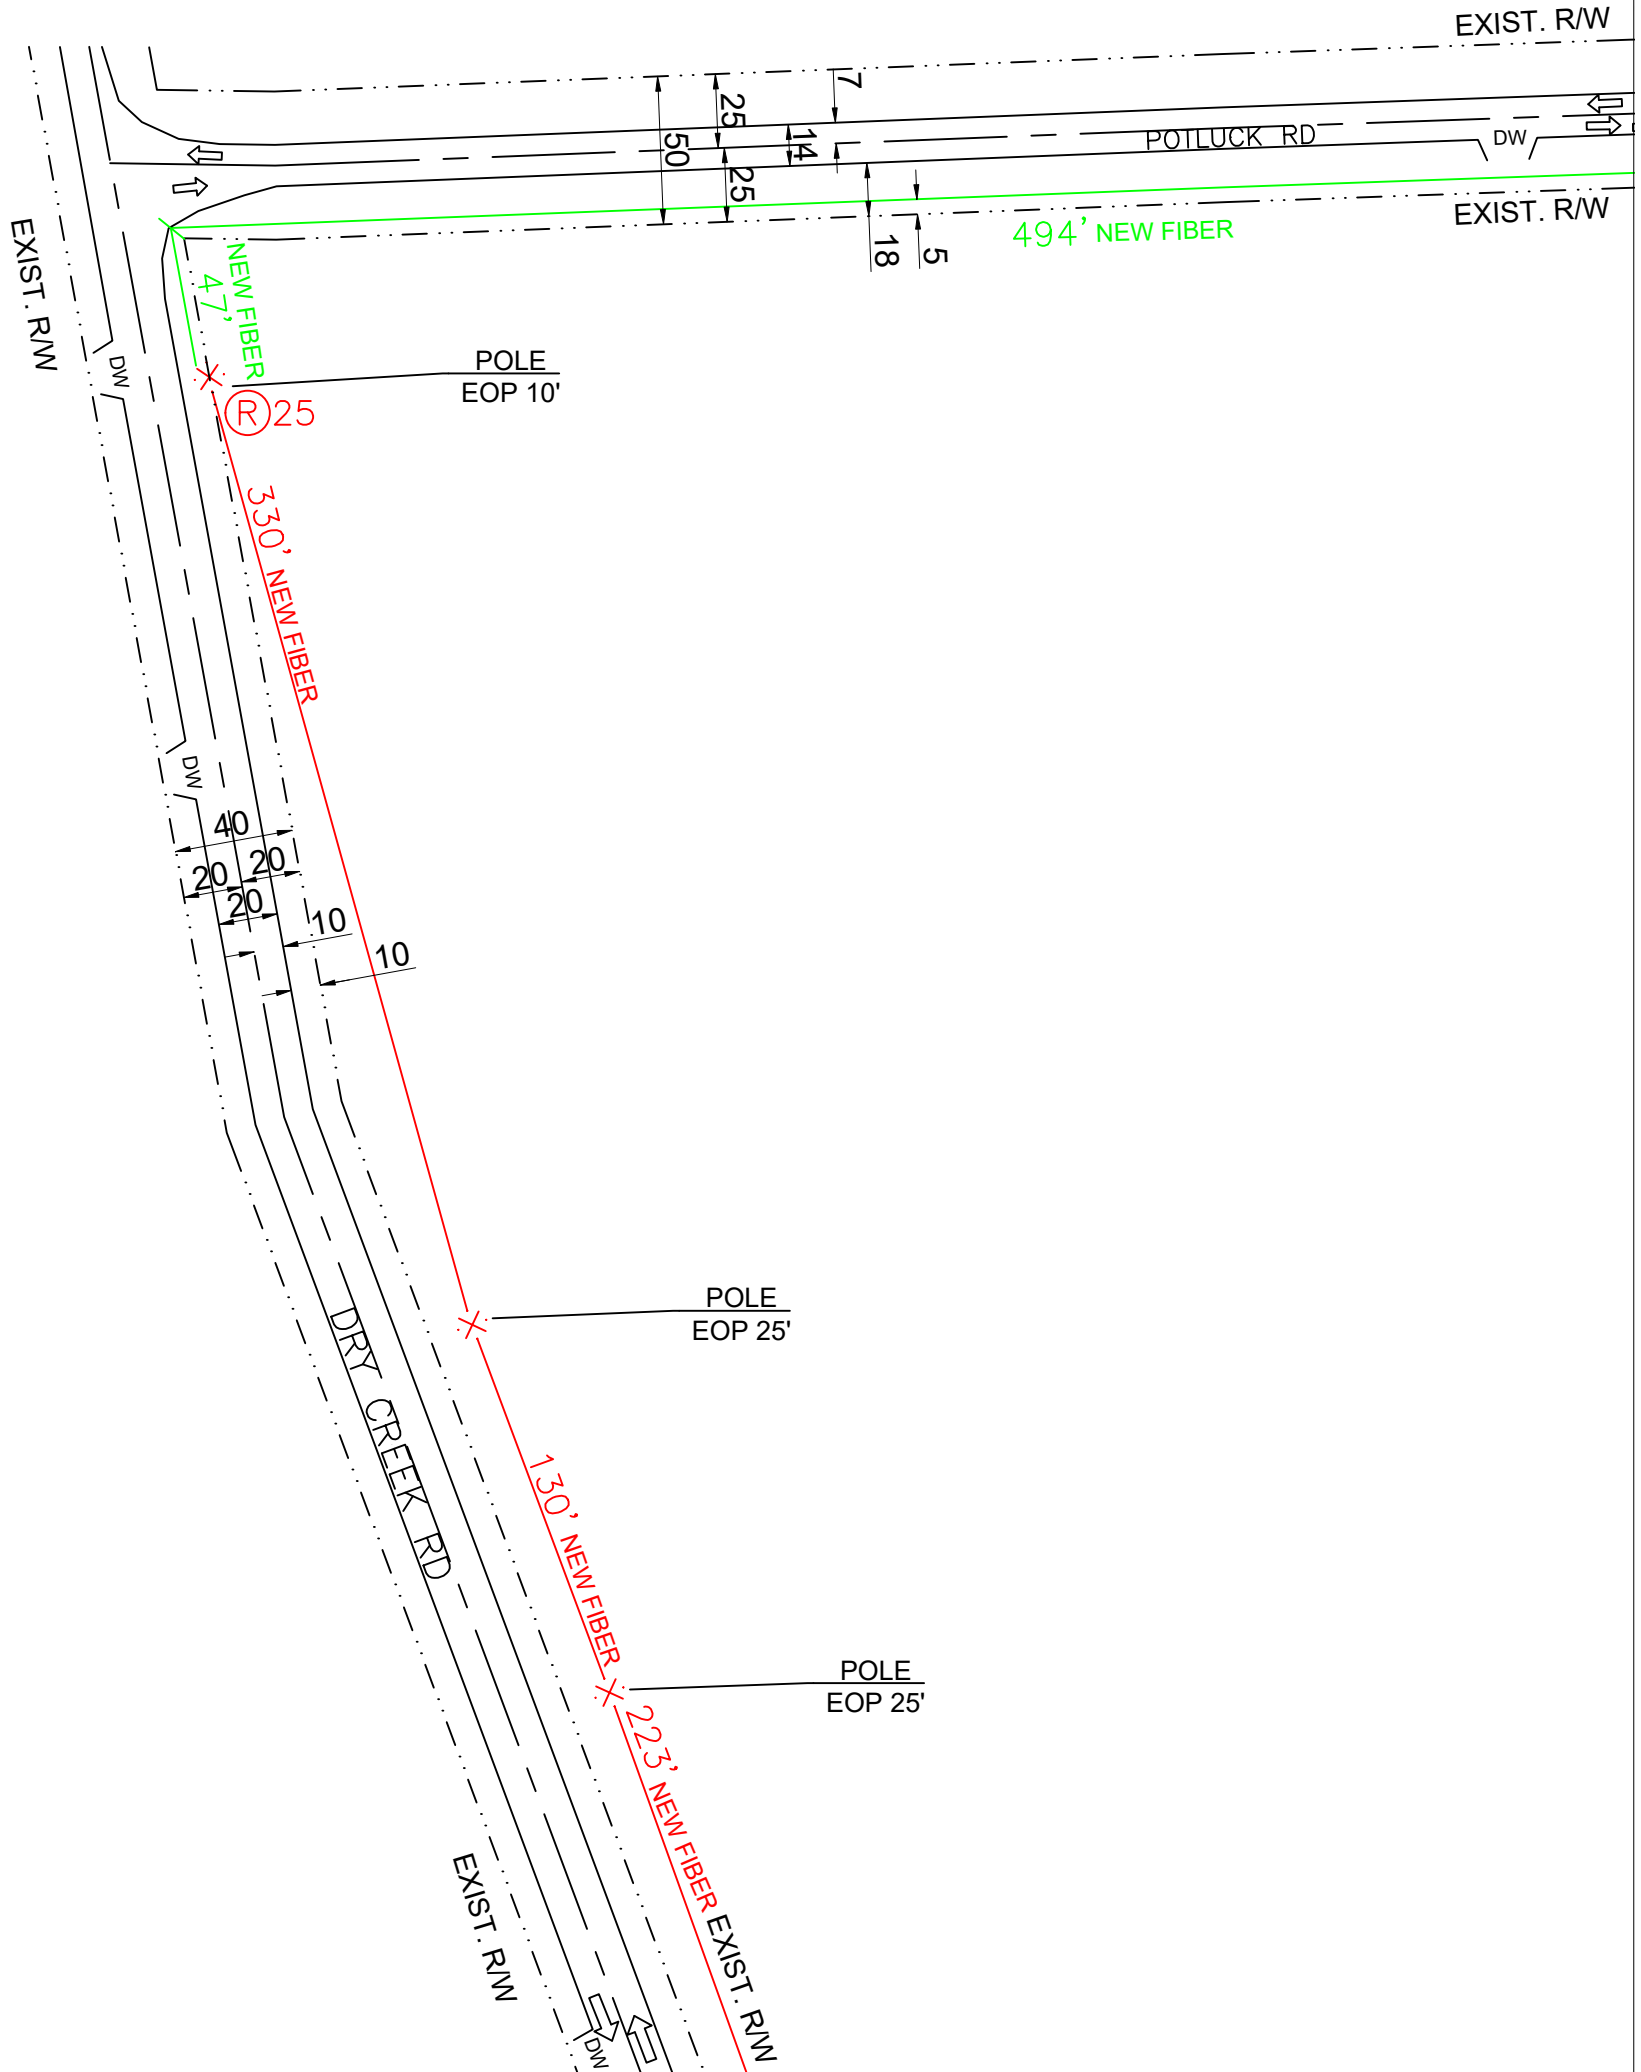 EXIST. R/W
7
25
50
14
25
POTLUCK RD
DW
EXIST. R/W
18
5
494' NEW FIBER
EXIST. R/W
NEW FIBER
47'
DW
POLE
EOP 10'
R 25
330' NEW FIBER
DW
40
20
20
20
10
10
POLE
EOP 25'
DRY CREEK RD
130' NEW FIBER
POLE
EOP 25'
223' NEW FIBER
EXIST. R/W
EXIST. R/W
DW